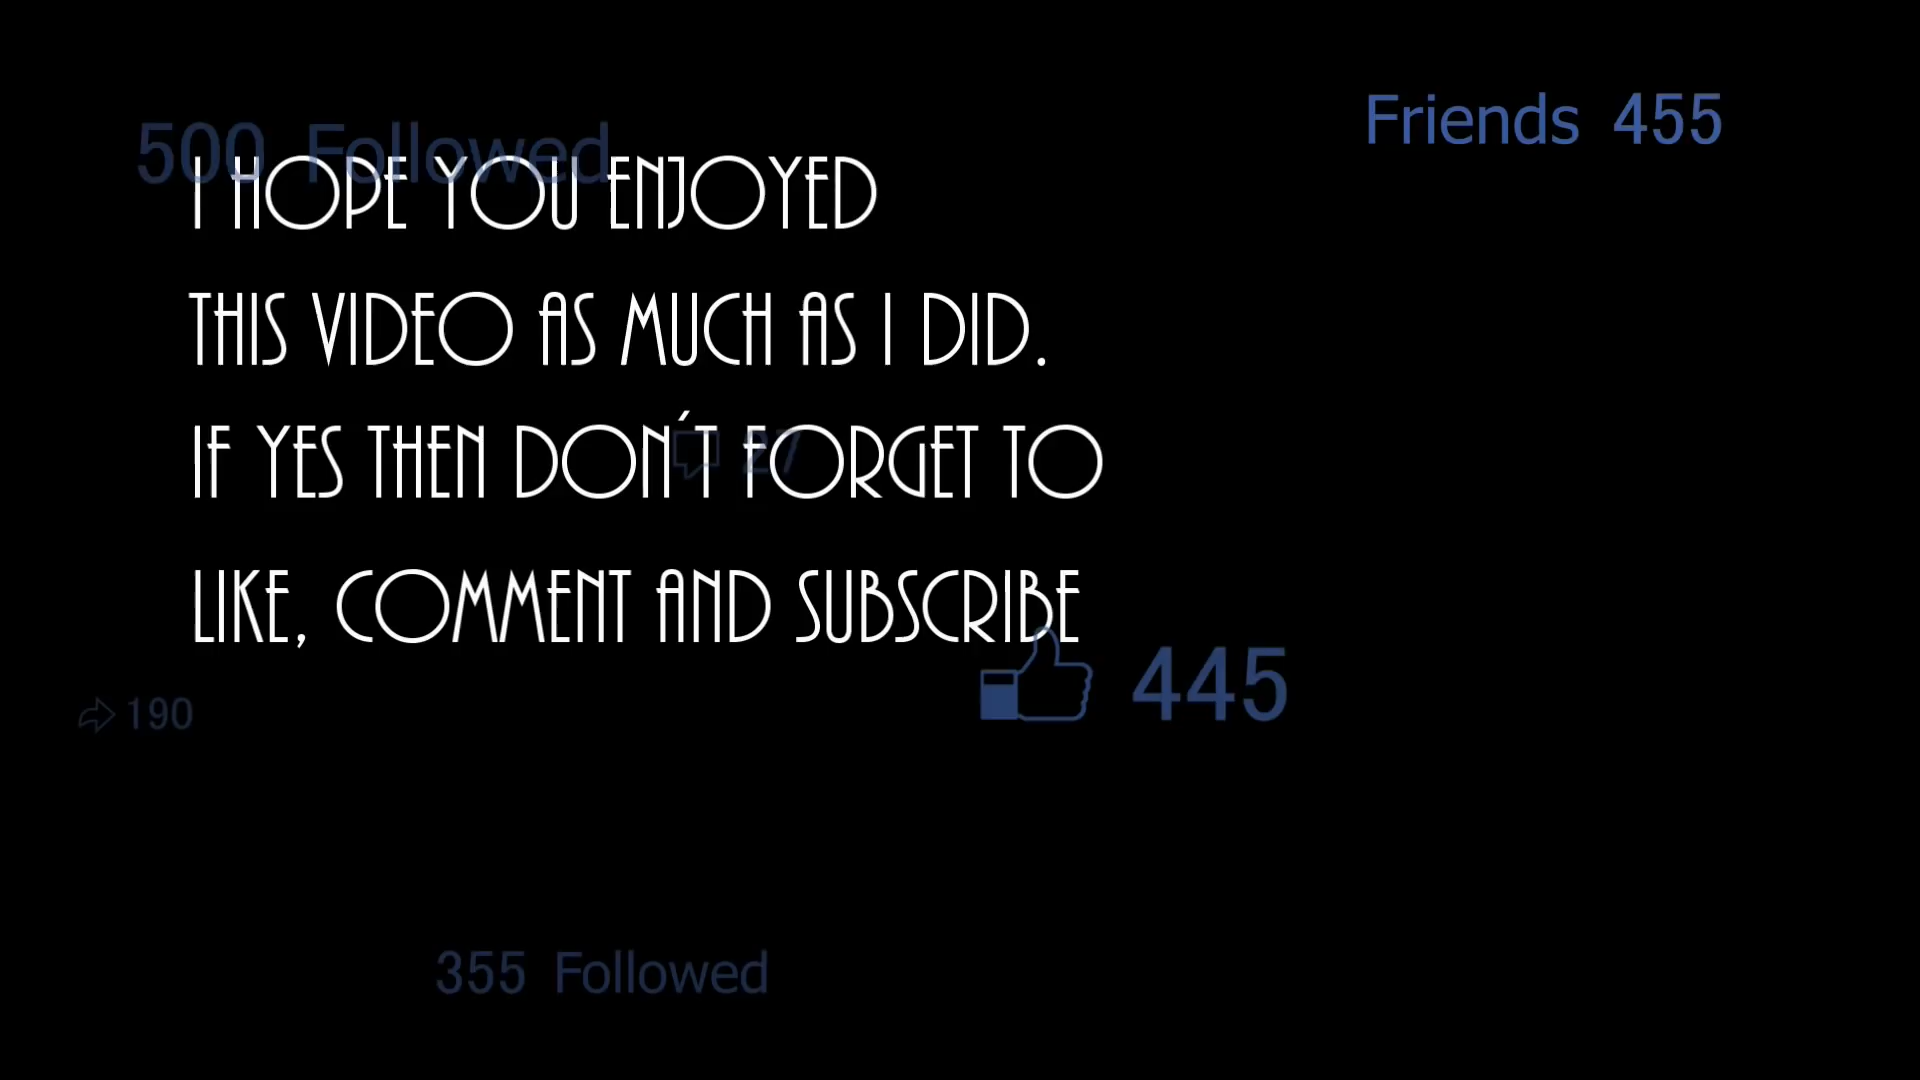 Friends 455
500 Followed
I HOPE YOU ENJOYED
THIS VIDEO AS MUCH AS I DID.
27
IF YES THEN DON'T FORGET TO
LIKE, COMMENT AND SUBSCRIBE
445
190
355 Followed